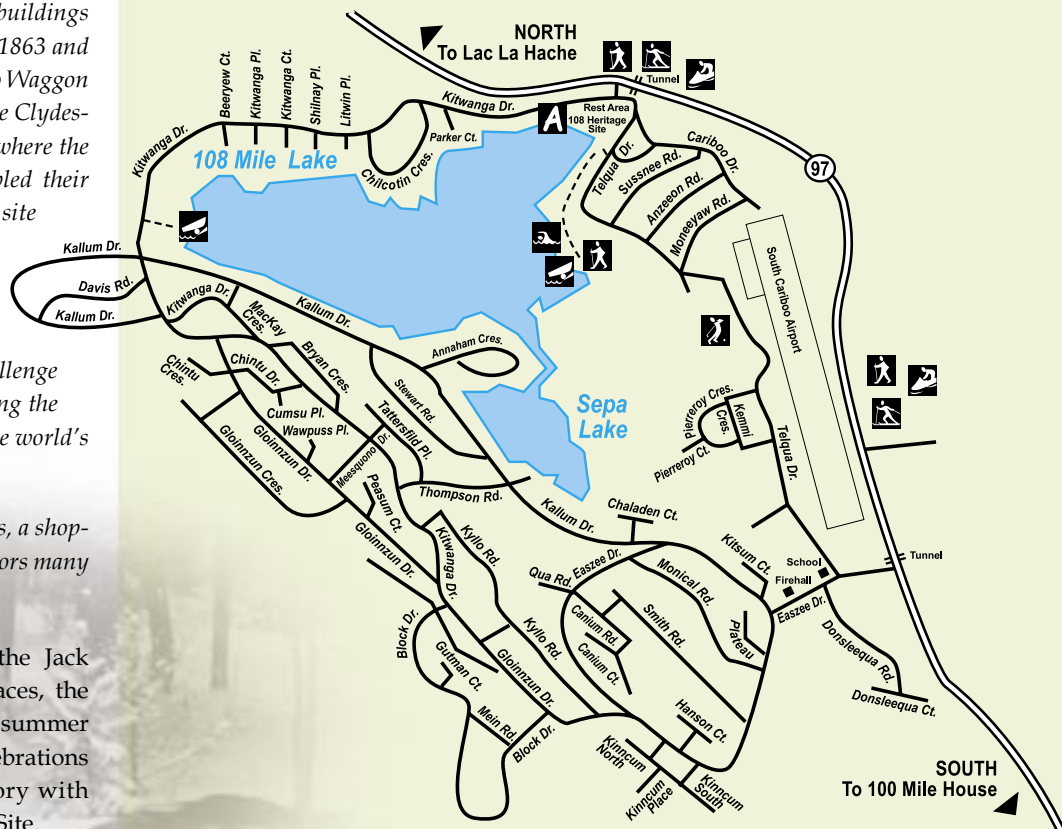 buildings
1863 and
Waggon
e Clydes-
where the
bled their
site
allenge
ng the
e world's
s, a shop-
ors many
the Jack
aces, the
summer
ebrations
ory with
Site.
NORTH
To Lac La Hache
Tunnel
Rest Area
108 Heritage
Site
A
Beeryew Ct.
Kitwanga Pl.
Kitwanga Ct.
Shilnay Pl.
Litwin Pl.
Kitwanga Dr.
Parker Ct.
Chilcotin Cres.
Kitwanga Dr.
108 Mile Lake
Telqua Dr.
Cariboo Dr.
Sussnee Rd.
Anzeeon Rd.
Moneeyaw Rd.
97
South Cariboo Airport
Kallum Dr.
Davis Rd.
Kallum Dr.
Kitwanga Dr.
MacKay
Cres.
Kallum Dr.
Annaham Cres.
Bryan Cres.
Chintu
Cres.
Chintu Dr.
Cumsu Pl.
Wawpuss Pl.
Stewart Rd.
Tattersfild Pl.
Sepa
Lake
Pierreroy Cres.
Kemmi
Cres.
Pierreroy Ct.
Telqua Dr.
Gloinnzun Cres.
Gloinnzun Dr.
Meesquono Dr.
Peasum Ct.
Thompson Rd.
Kallum Dr.
Chaladen Ct.
Gloinnzun Dr.
Kitwanga Dr.
Kyllo Rd.
Easzee Dr.
Qua Rd.
Monical Rd.
Kitsum Ct.
School
Firehall
Tunnel
Easzee Dr.
Donsleequa Rd.
Donsleequa Ct.
Block Dr.
Gutman Ct.
Kyllo Rd.
Gloinnzun Dr.
Canium Rd.
Canium Ct.
Smith Rd.
Plateau
Mein Rd.
Block Dr.
Hanson Ct.
Kinncum
North
Kinncum
Place
Kinncum
South
SOUTH
To 100 Mile House